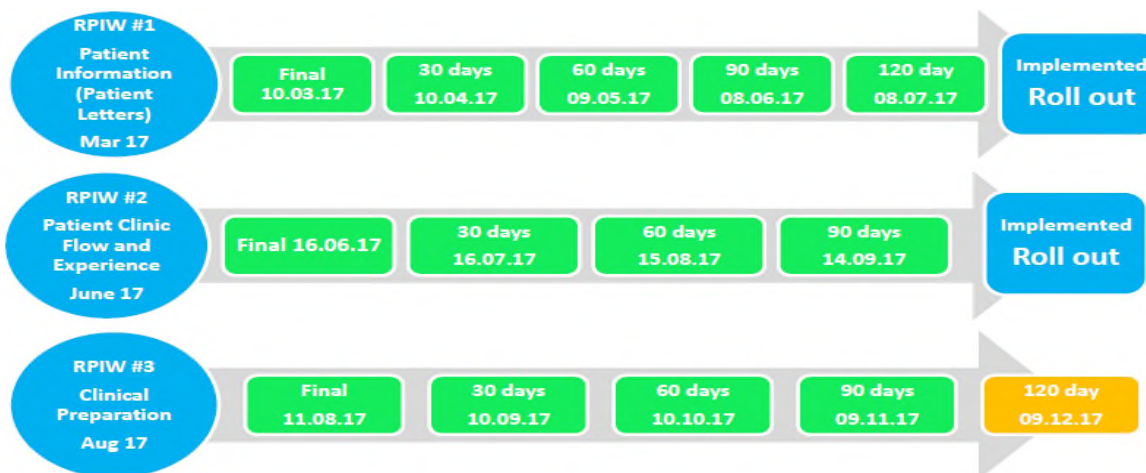 RPIW #1
Patient
Information
(Patient
Letters)
Mar 17
Final
10.03.17
30 days
10.04.17
60 days
09.05.17
90 days
08.06.17
120 day
08.07.17
Implemented
Roll out
RPIW #2
Patient Clinic
Flow and
Experience
June 17
Final 16.06.17
30 days
16.07.17
60 days
15.08.17
90 days
14.09.17
Implemented
Roll out
RPIW #3
Clinical
Preparation
Aug 17
Final
11.08.17
30 days
10.09.17
60 days
10.10.17
90 days
09.11.17
120 day
09.12.17